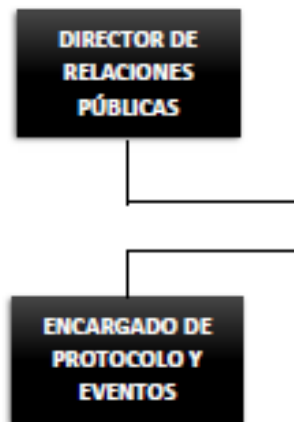 DIRECTOR DE
RELACIONES
PÚBLICAS
ENCARGADO DE
PROTOCOLO Y
EVENTOS